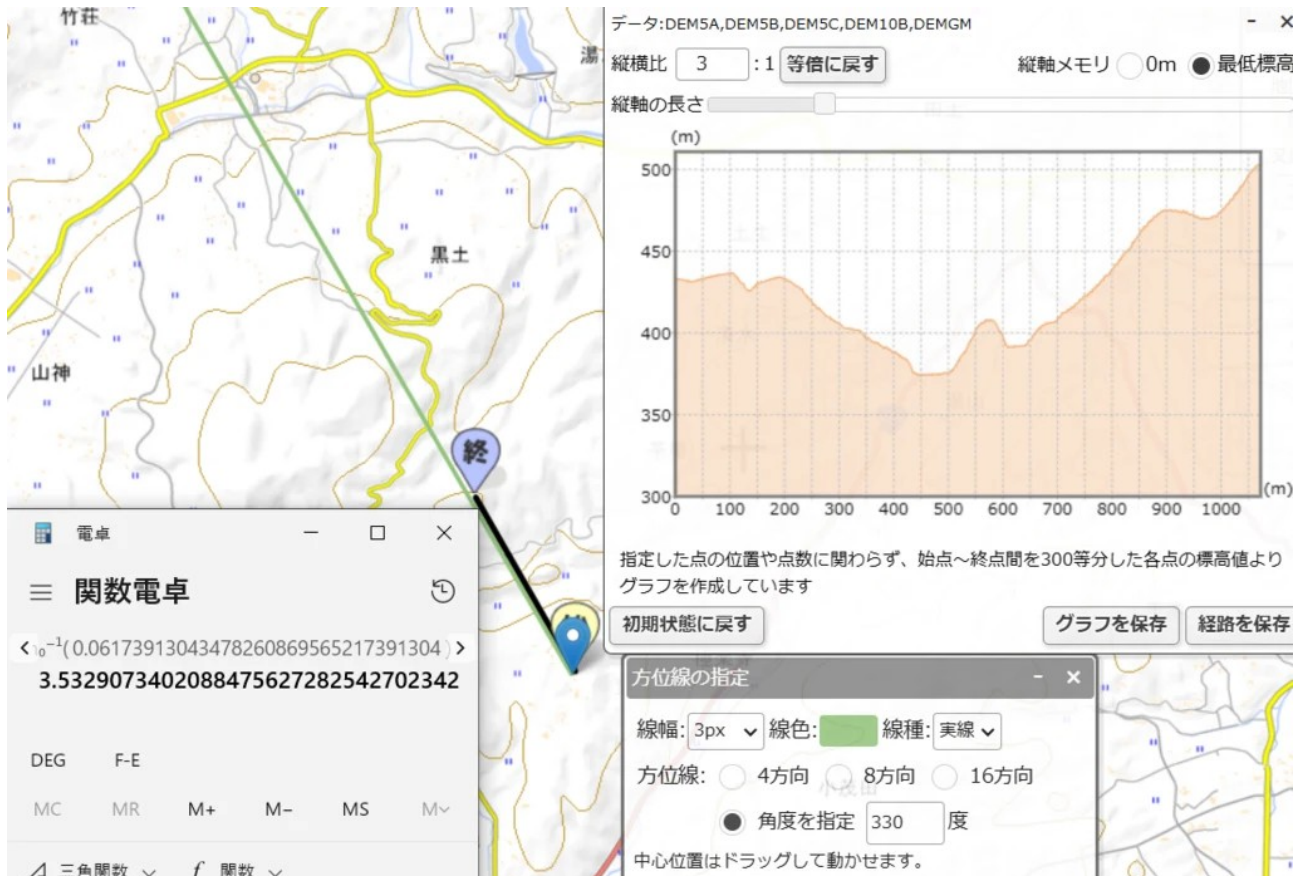 竹荘
湯
黒土
山神
終
データ:DEM5A,DEM5B,DEM5C,DEM10B,DEMGM
縦横比 3 :1 等倍に戻す 縦軸メモリ 0m 最低標高
縦軸の長さ
(m)
500
450
400
350
300
0 100 200 300 400 500 600 700 800 900 1000
(m)
指定した点の位置や点数に関わらず、始点~終点間を300等分した各点の標高値より
グラフを作成しています
初期状態に戻す グラフを保存 経路を保存
方位線の指定
線幅: 3px 線色: 線種: 実線
方位線: 4方向 8方向 16方向
角度を指定 330 度
中心位置はドラッグして動かせます。
電卓
関数電卓
⁻¹( 0.06173913043478260869565217391304 )
3.5329073402088475627282542702342
DEG F-E
MC MR M+ M− MS M
三角関数 f 関数